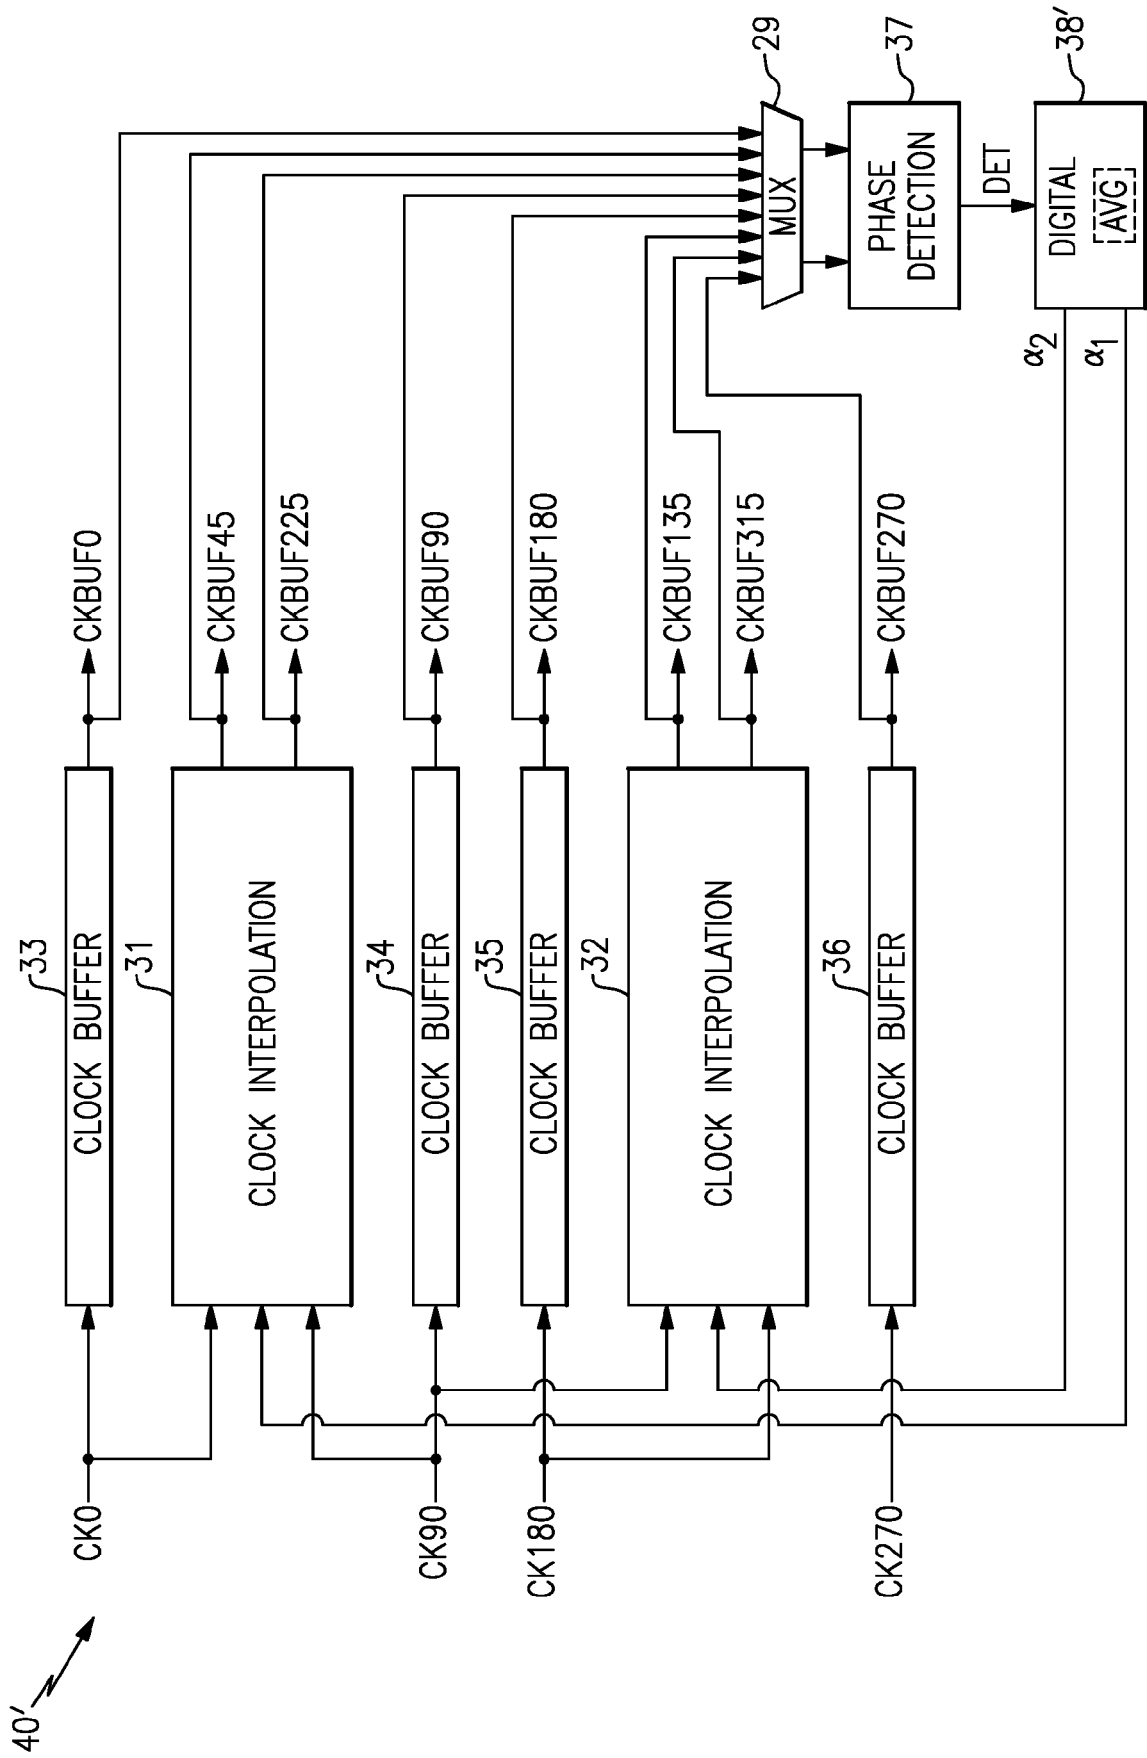 40′
CK0
CK90
CK180
CK270
33
CLOCK BUFFER
31
CLOCK INTERPOLATION
34
CLOCK BUFFER
35
CLOCK BUFFER
32
CLOCK INTERPOLATION
36
CLOCK BUFFER
CKBUF0
CKBUF45
CKBUF225
CKBUF90
CKBUF180
CKBUF135
CKBUF315
CKBUF270
29
MUX
37
PHASE
DETECTION
DET
38′
DIGITAL
AVG
α2
α1